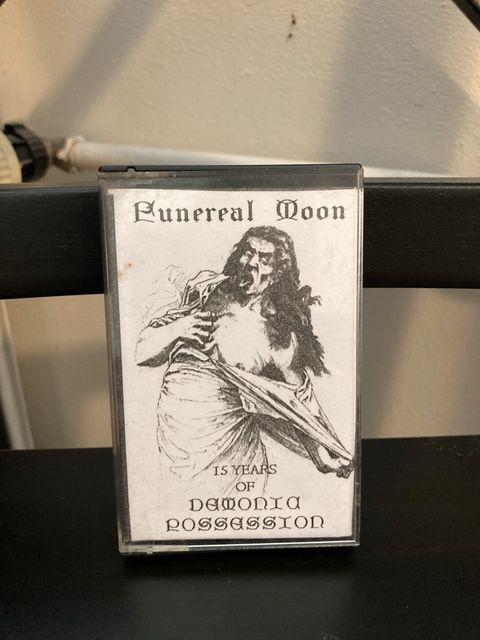 Funereal Moon
15 YEARS
OF
DEMONIC
POSSESSION